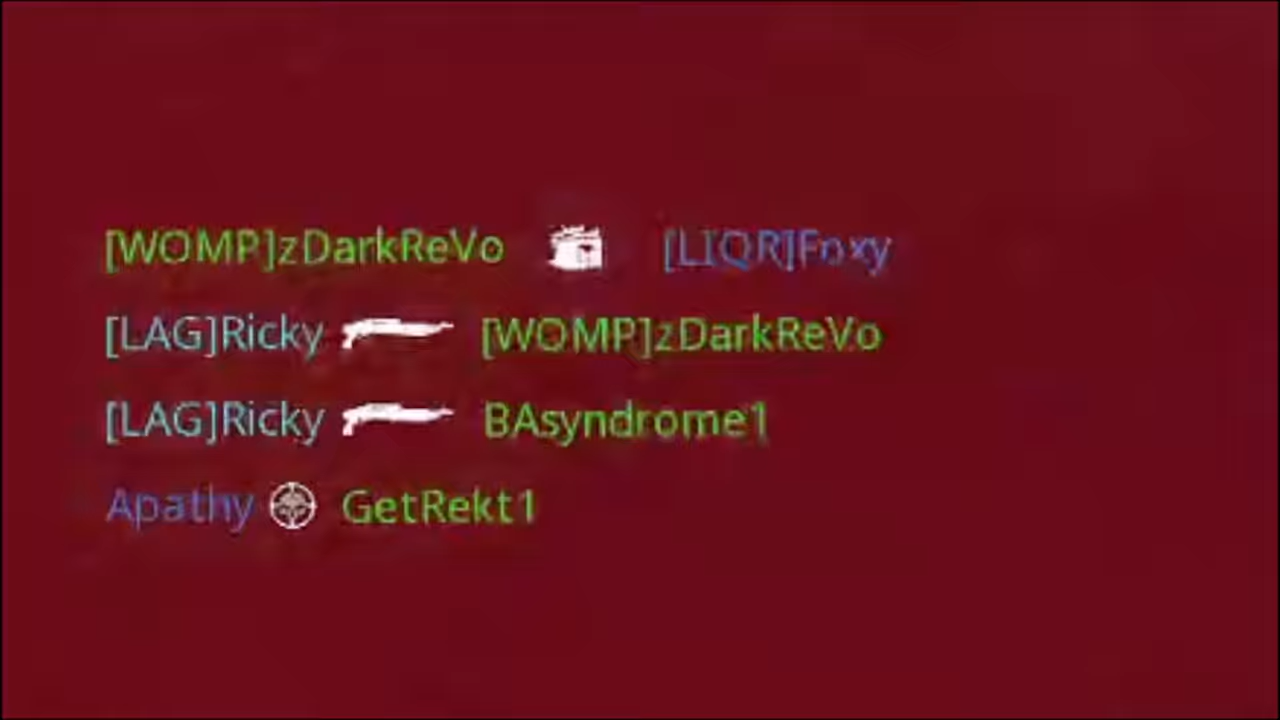 [WOMP]zDarkReVo [LIQR]Foxy
[LAG]Ricky [WOMP]zDarkReVo
[LAG]Ricky BAsyndrome1
Apathy GetRekt1